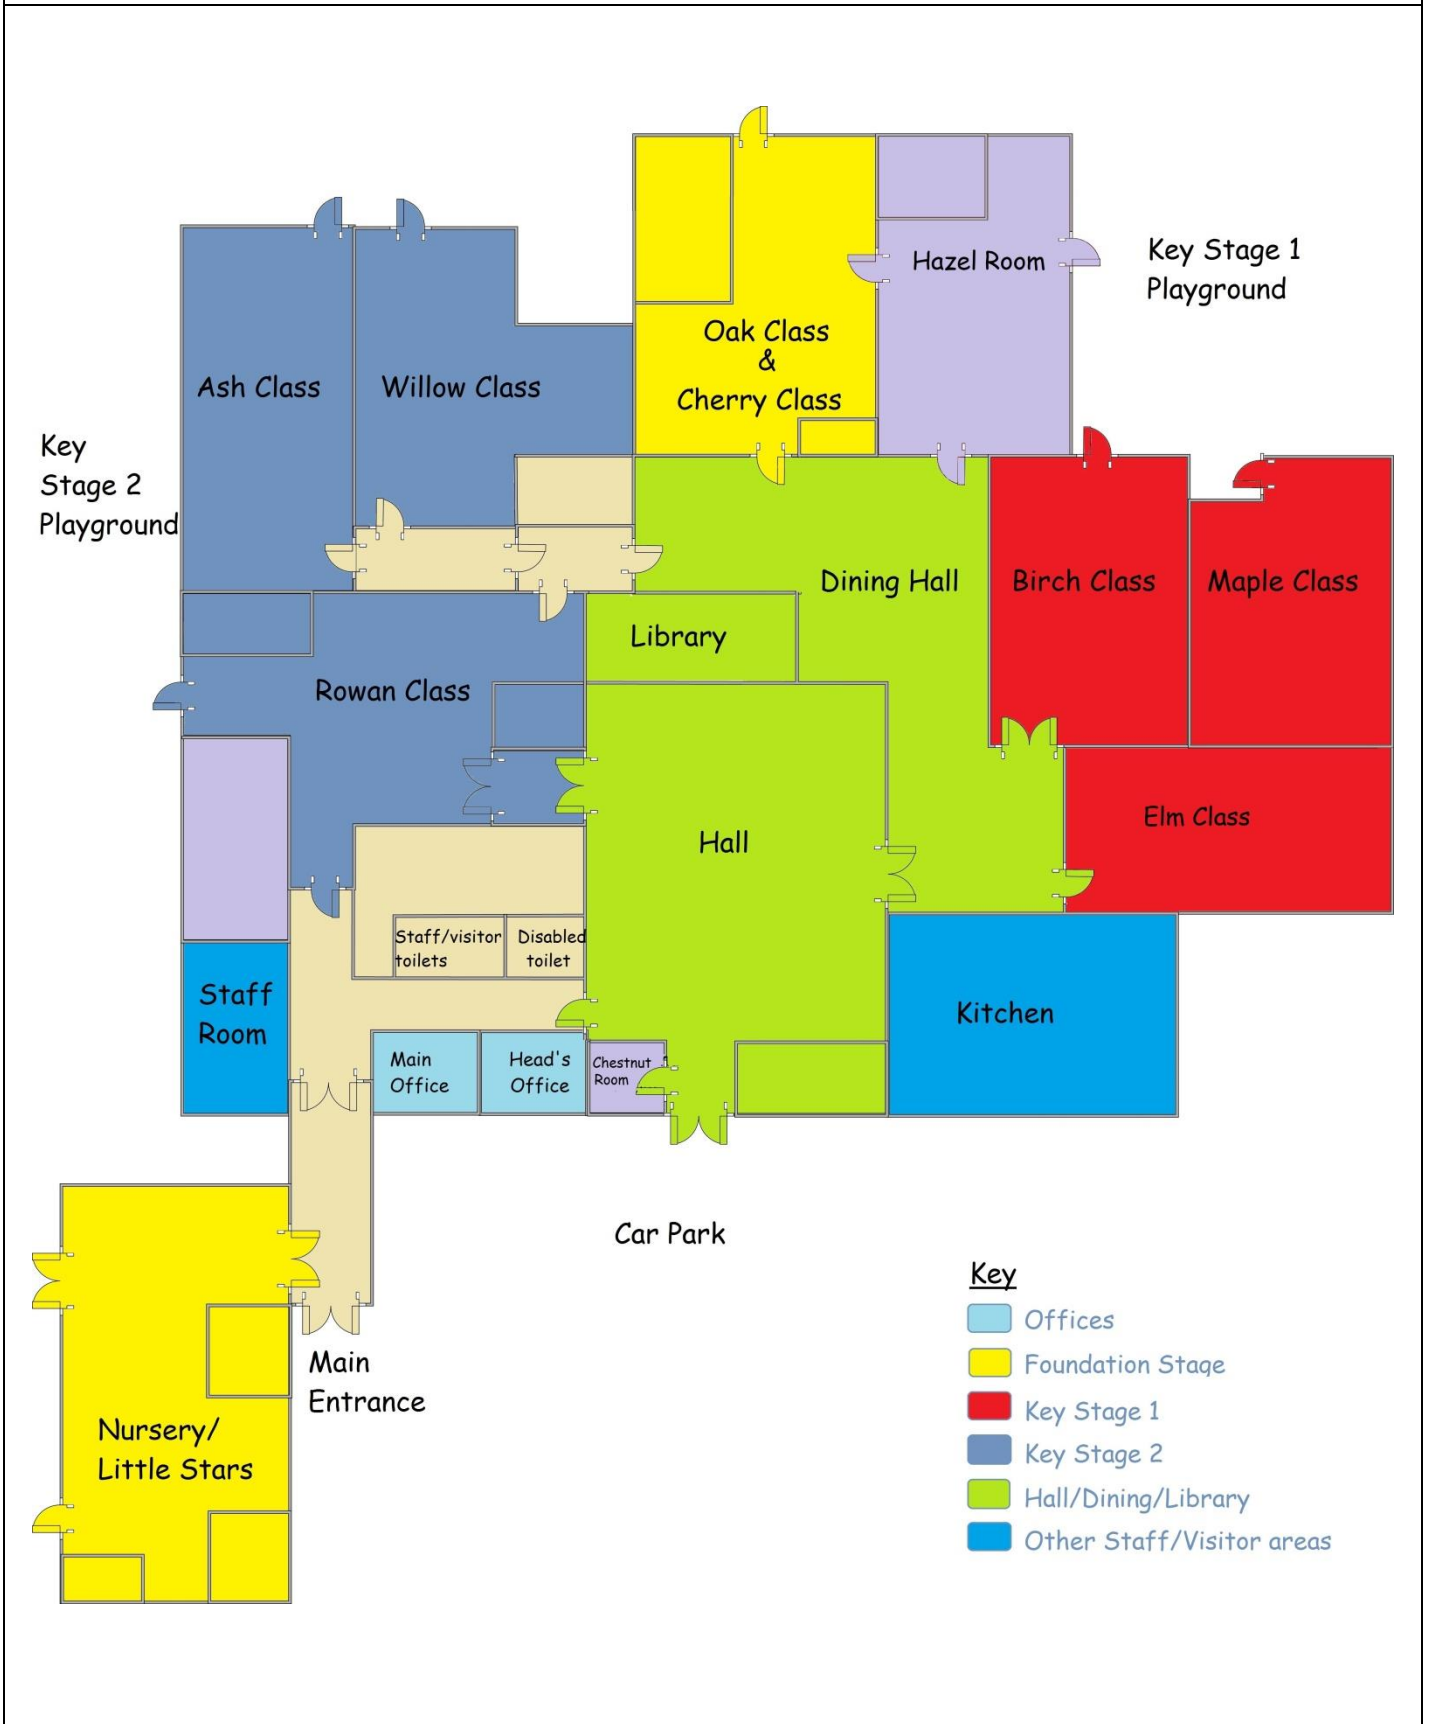 Key Stage 1
Playground
Hazel Room
Oak Class
&
Cherry Class
Ash Class
Willow Class
Key
Stage 2
Playground
Dining Hall
Birch Class
Maple Class
Library
Rowan Class
Elm Class
Hall
Staff/visitor
toilets
Disabled
toilet
Staff
Room
Kitchen
Main
Office
Head's
Office
Chestnut
Room
Car Park
Main
Entrance
Nursery/
Little Stars
Key
Offices
Foundation Stage
Key Stage 1
Key Stage 2
Hall/Dining/Library
Other Staff/Visitor areas